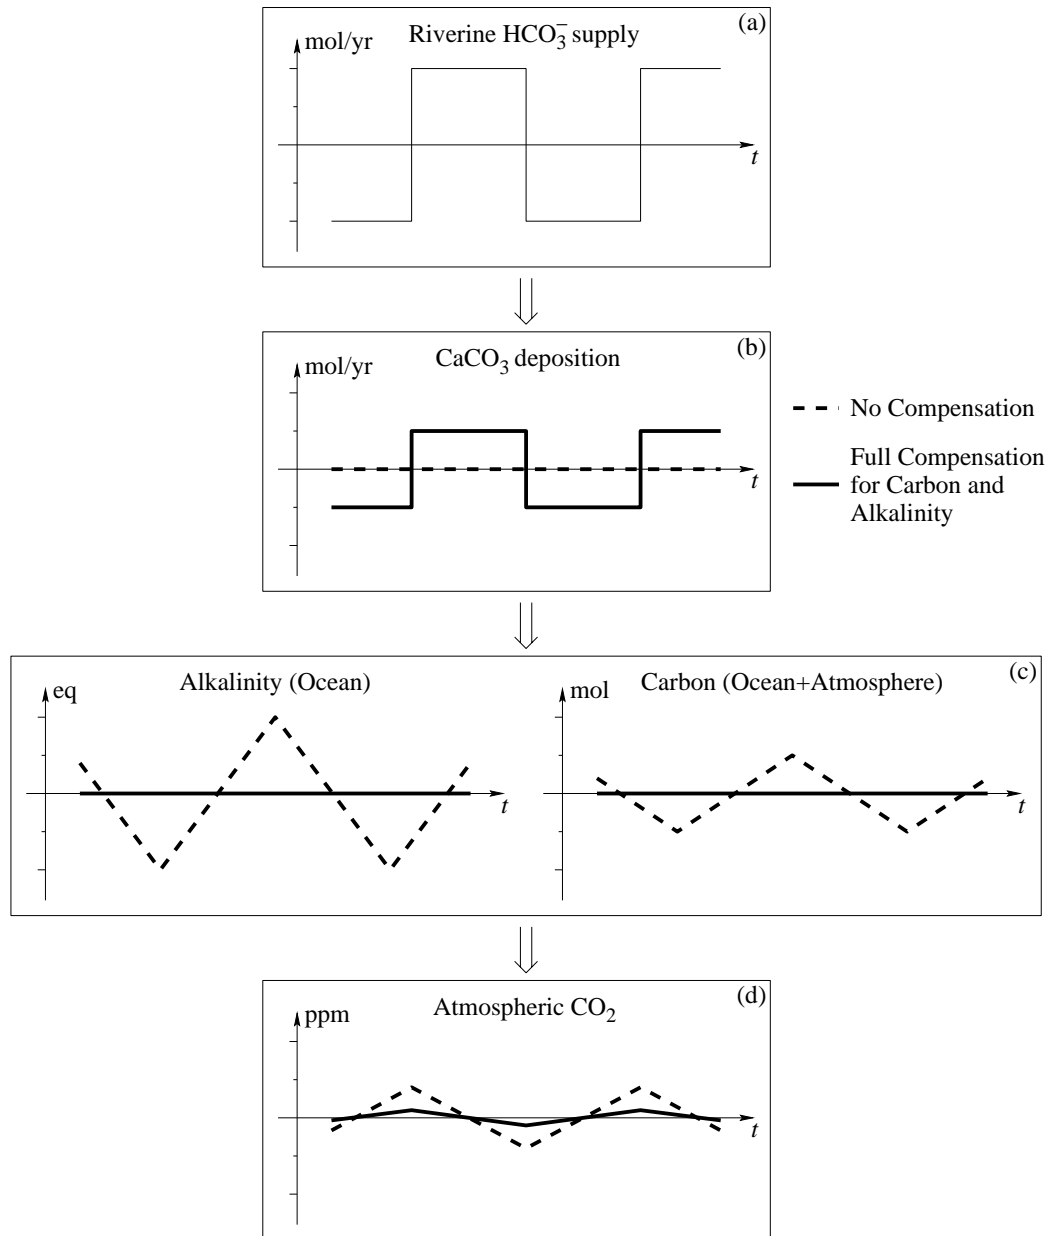 (a)
Riverine HCO₃⁻ supply
mol/yr
t
(b)
CaCO₃ deposition
mol/yr
t
No Compensation
Full Compensation
for Carbon and
Alkalinity
(c)
Alkalinity (Ocean)
eq
t
Carbon (Ocean+Atmosphere)
mol
t
(d)
Atmospheric CO₂
ppm
t